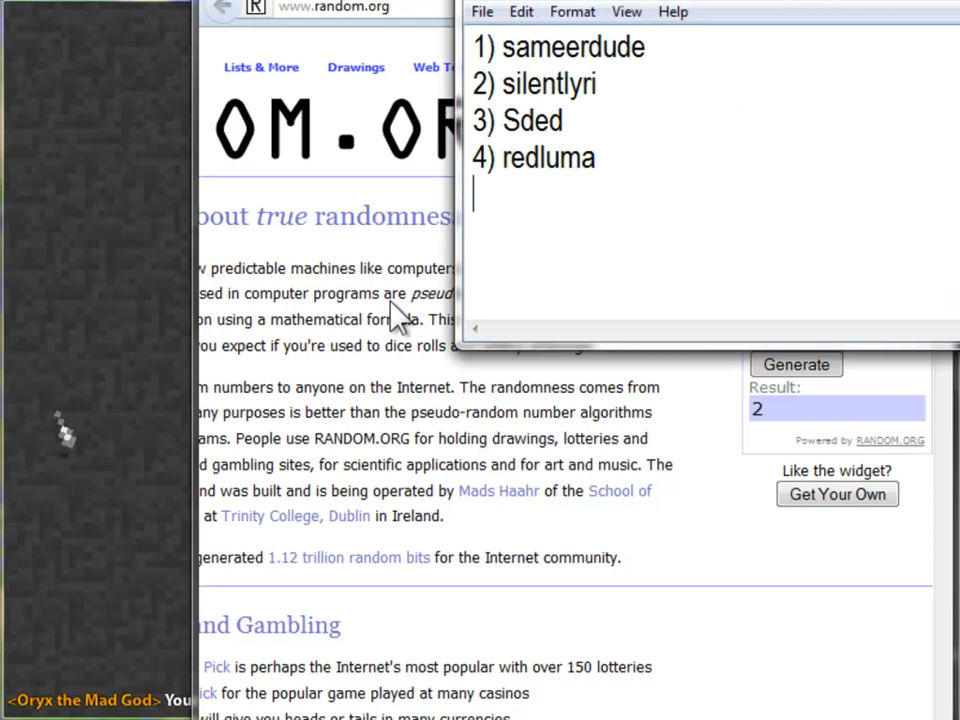 www.random.org
File Edit Format View Help
1) sameerdude
2) silentlyri
3) Sded
4) redluma
Lists & More Drawings Web
OM.OR
bout true randomness
predictable machines like computers
sed in computer programs are pseud
on using a mathematical This
you expect if you're used to dice rolls
Generate
Result:
2
Powered by RANDOM.ORG
Like the widget?
Get Your Own
m numbers to anyone on the Internet. The randomness comes from
any purposes is better than the pseudo-random number algorithms
ams. People use RANDOM.ORG for holding drawings, lotteries and
d gambling sites, for scientific applications and for art and music. The
nd was built and is being operated by Mads Haahr of the School of
at Trinity College, Dublin in Ireland.
generated 1.12 trillion random bits for the Internet community.
nd Gambling
Pick is perhaps the Internet's most popular with over 150 lotteries
ick for the popular game played at many casinos
will give you heads or tails in many currencies
<Oryx the Mad God> You